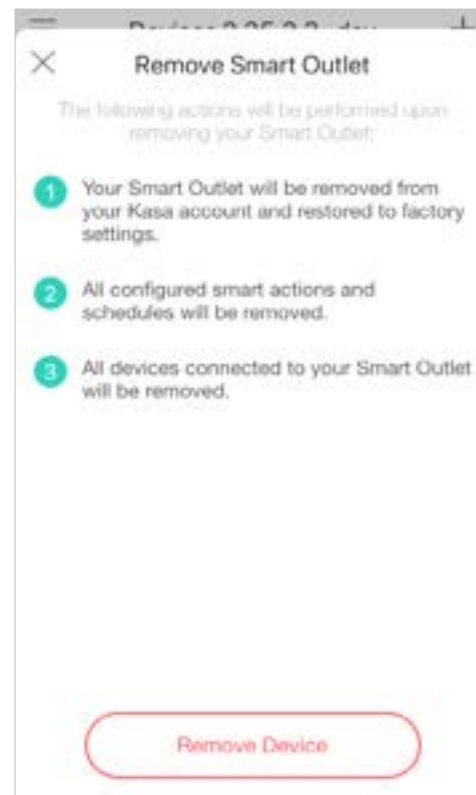 Remove Smart Outlet
The following actions will be performed upon
removing your Smart Outlet:
1 Your Smart Outlet will be removed from
your Kasa account and restored to factory
settings.
2 All configured smart actions and
schedules will be removed.
3 All devices connected to your Smart Outlet
will be removed.
Remove Device